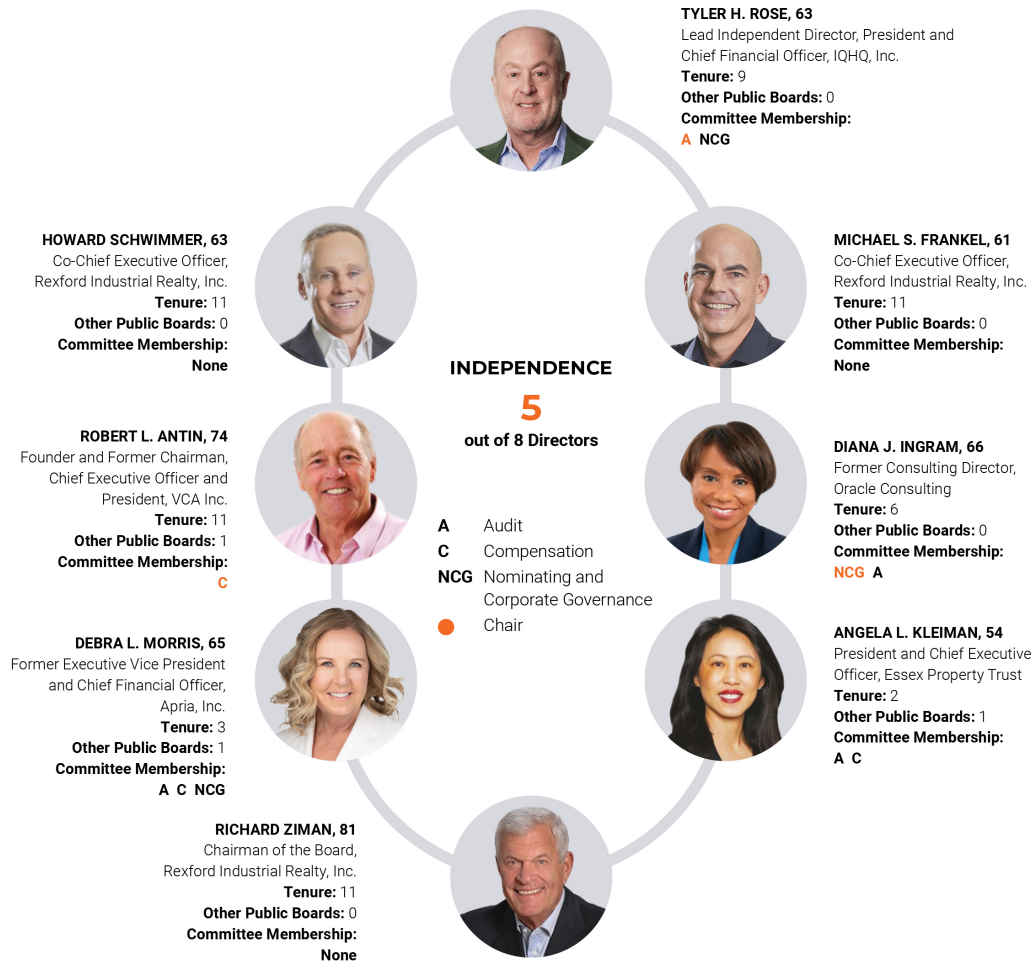 TYLER H. ROSE, 63
Lead Independent Director, President and
Chief Financial Officer, IQHQ, Inc.
Tenure: 9
Other Public Boards: 0
Committee Membership:
A NCG
HOWARD SCHWIMMER, 63
Co-Chief Executive Officer,
Rexford Industrial Realty, Inc.
Tenure: 11
Other Public Boards: 0
Committee Membership:
None
MICHAEL S. FRANKEL, 61
Co-Chief Executive Officer,
Rexford Industrial Realty, Inc.
Tenure: 11
Other Public Boards: 0
Committee Membership:
None
INDEPENDENCE
5
out of 8 Directors
ROBERT L. ANTIN, 74
Founder and Former Chairman,
Chief Executive Officer and
President, VCA Inc.
Tenure: 11
Other Public Boards: 1
Committee Membership:
C
DIANA J. INGRAM, 66
Former Consulting Director,
Oracle Consulting
Tenure: 6
Other Public Boards: 0
Committee Membership:
NCG A
A Audit
C Compensation
NCG Nominating and
Corporate Governance
Chair
DEBRA L. MORRIS, 65
Former Executive Vice President
and Chief Financial Officer,
Apria, Inc.
Tenure: 3
Other Public Boards: 1
Committee Membership:
A C NCG
ANGELA L. KLEIMAN, 54
President and Chief Executive
Officer, Essex Property Trust
Tenure: 2
Other Public Boards: 1
Committee Membership:
A C
RICHARD ZIMAN, 81
Chairman of the Board,
Rexford Industrial Realty, Inc.
Tenure: 11
Other Public Boards: 0
Committee Membership:
None